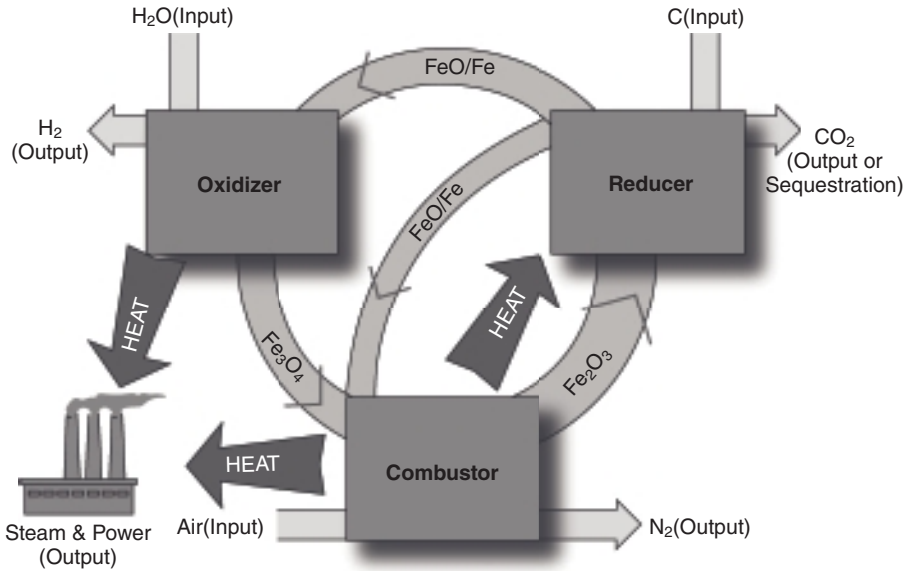 H₂O(Input)
C(Input)
FeO/Fe
H₂
(Output)
Oxidizer
Reducer
CO₂
(Output or
Sequestration)
FeO/Fe
HEAT
HEAT
Fe₃O₄
Fe₂O₃
HEAT
Combustor
Steam & Power
(Output)
Air(Input)
N₂(Output)